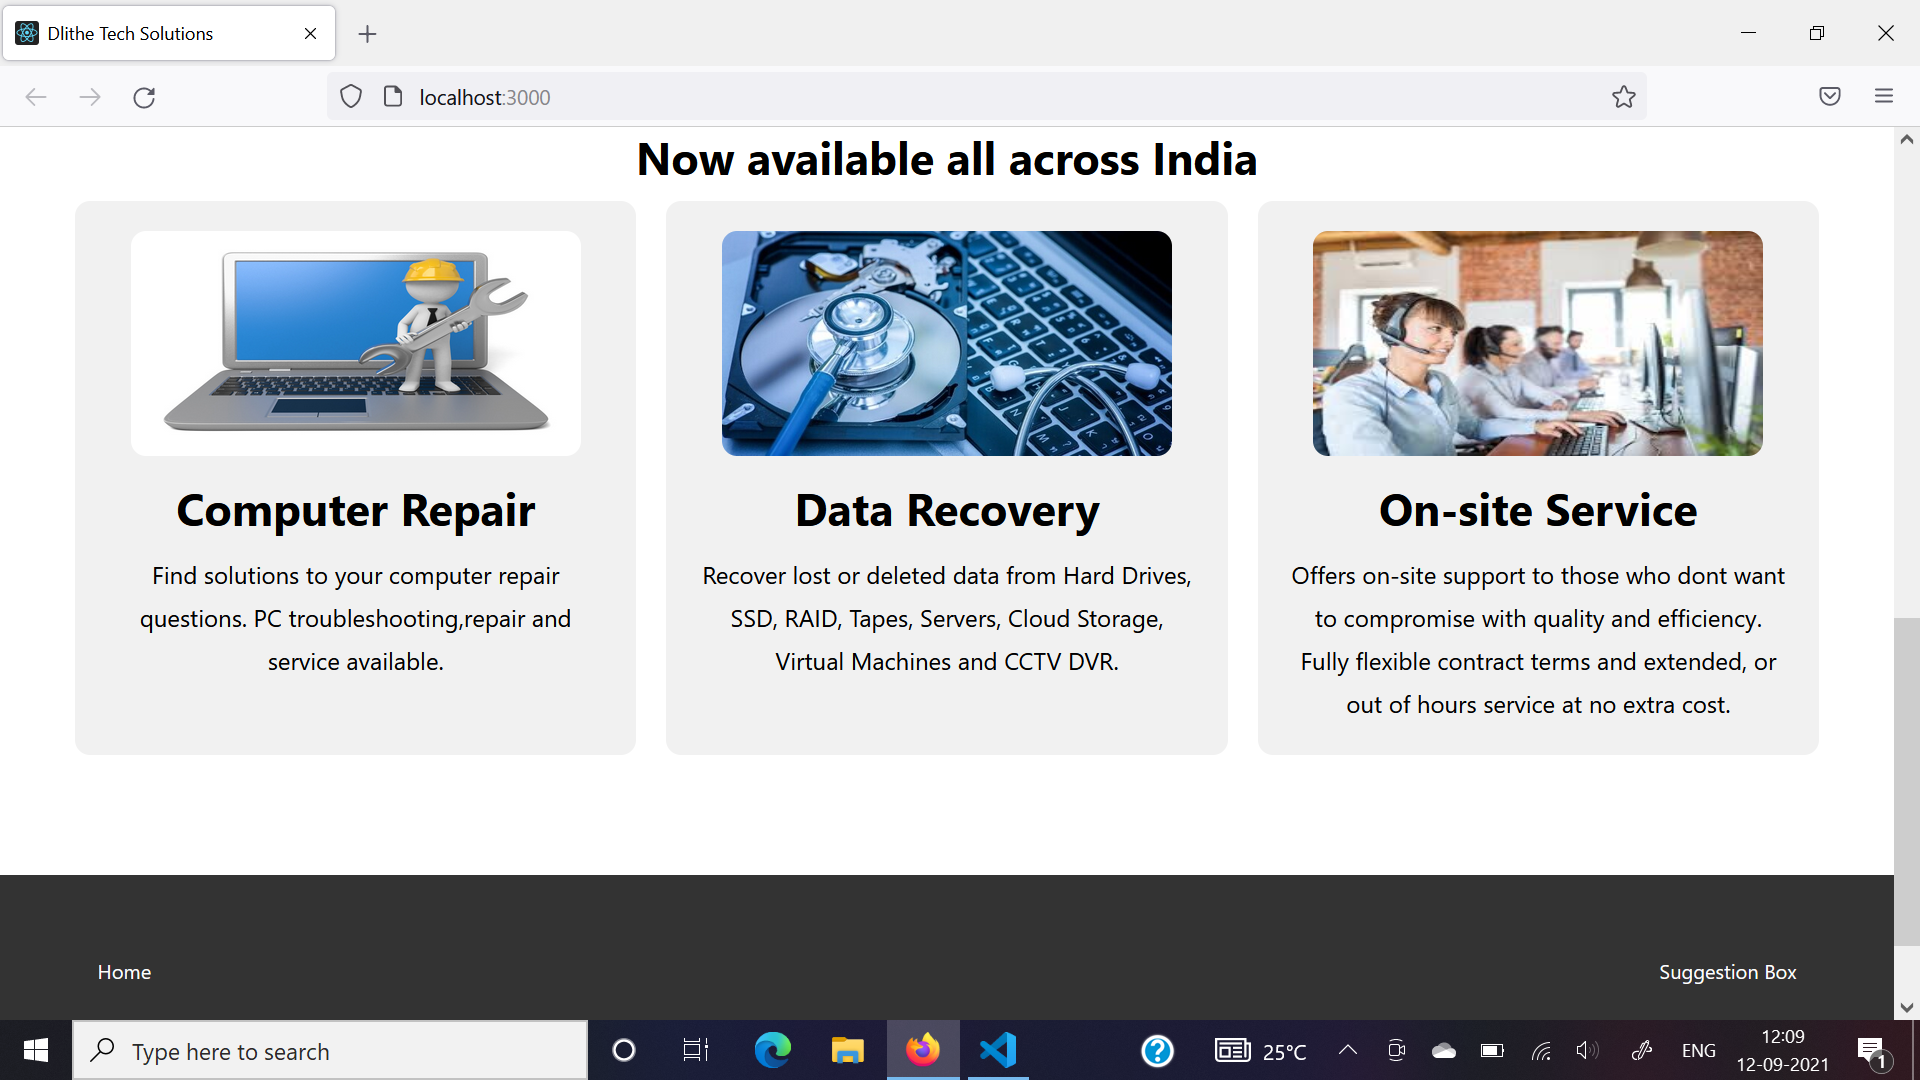 Dlithe Tech Solutions
localhost:3000
Now available all across India
Computer Repair
Find solutions to your computer repair
questions. PC troubleshooting,repair and
service available.
Data Recovery
Recover lost or deleted data from Hard Drives,
SSD, RAID, Tapes, Servers, Cloud Storage,
Virtual Machines and CCTV DVR.
On-site Service
Offers on-site support to those who dont want
to compromise with quality and efficiency.
Fully flexible contract terms and extended, or
out of hours service at no extra cost.
Home
Suggestion Box
Type here to search
25°C
ENG
12:09
12-09-2021
1